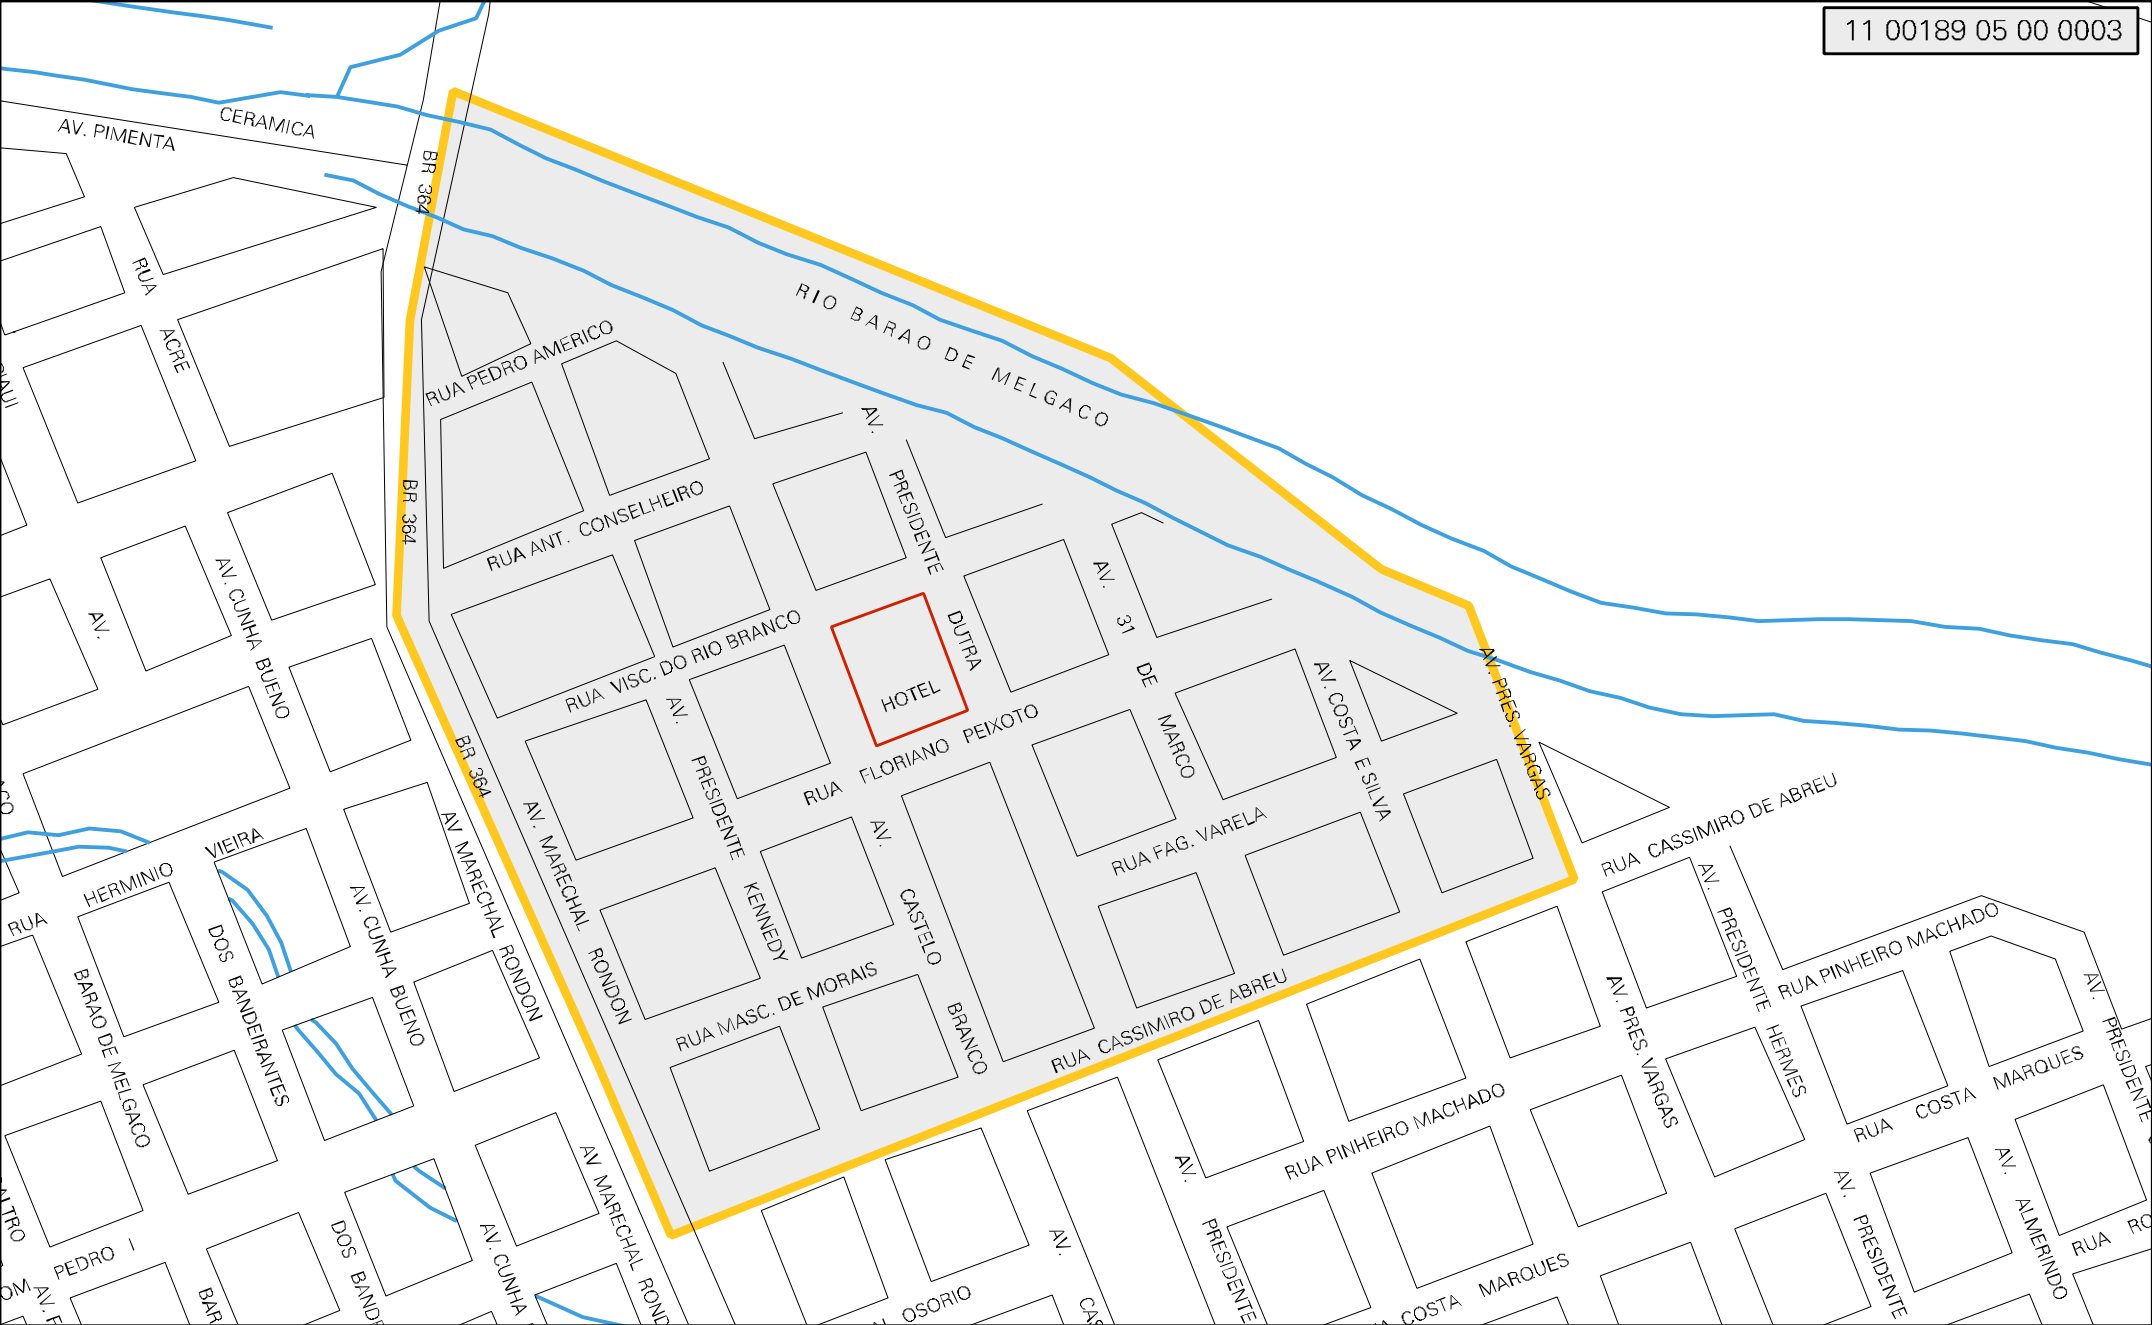 11 00189 05 00 0003
AV. PIMENTA
CERAMICA
BR 364
RUA
ACRE
RIO BARAO DE MELGACO
RUA PEDRO AMERICO
BR 364
RUA ANT. CONSELHEIRO
AV.
PRESIDENTE
DUTRA
AV. CUNHA BUENO
AV.
RUA VISC. DO RIO BRANCO
HOTEL
AV.
31
DE
MARCO
AV. COSTA E SILVA
AV. PRES. VARGAS
RUA FLORIANO PEIXOTO
AV.
PRESIDENTE
KENNEDY
BR 364
AV. MARECHAL RONDON
AV MARECHAL RONDON
RUA FAG. VARELA
RUA CASSIMIRO DE ABREU
AV.
CASTELO
BRANCO
RUA HERMINIO VIEIRA
AV. CUNHA BUENO
DOS BANDEIRANTES
BARAO DE MELGACO
RUA MASC. DE MORAIS
RUA CASSIMIRO DE ABREU
AV. PRESIDENTE HERMES
RUA PINHEIRO MACHADO
AV. PRES. VARGAS
AV. PRESIDENTE
RUA COSTA MARQUES
RUA PINHEIRO MACHADO
AV.
PRESIDENTE
AV MARECHAL ROND
AV. CUNHA
DOS BANDE
PEDRO I
BAR
AV.
OSORIO
COSTA MARQUES
AV.
PRESIDENTE
AV.
ALMERINDO
RUA RO